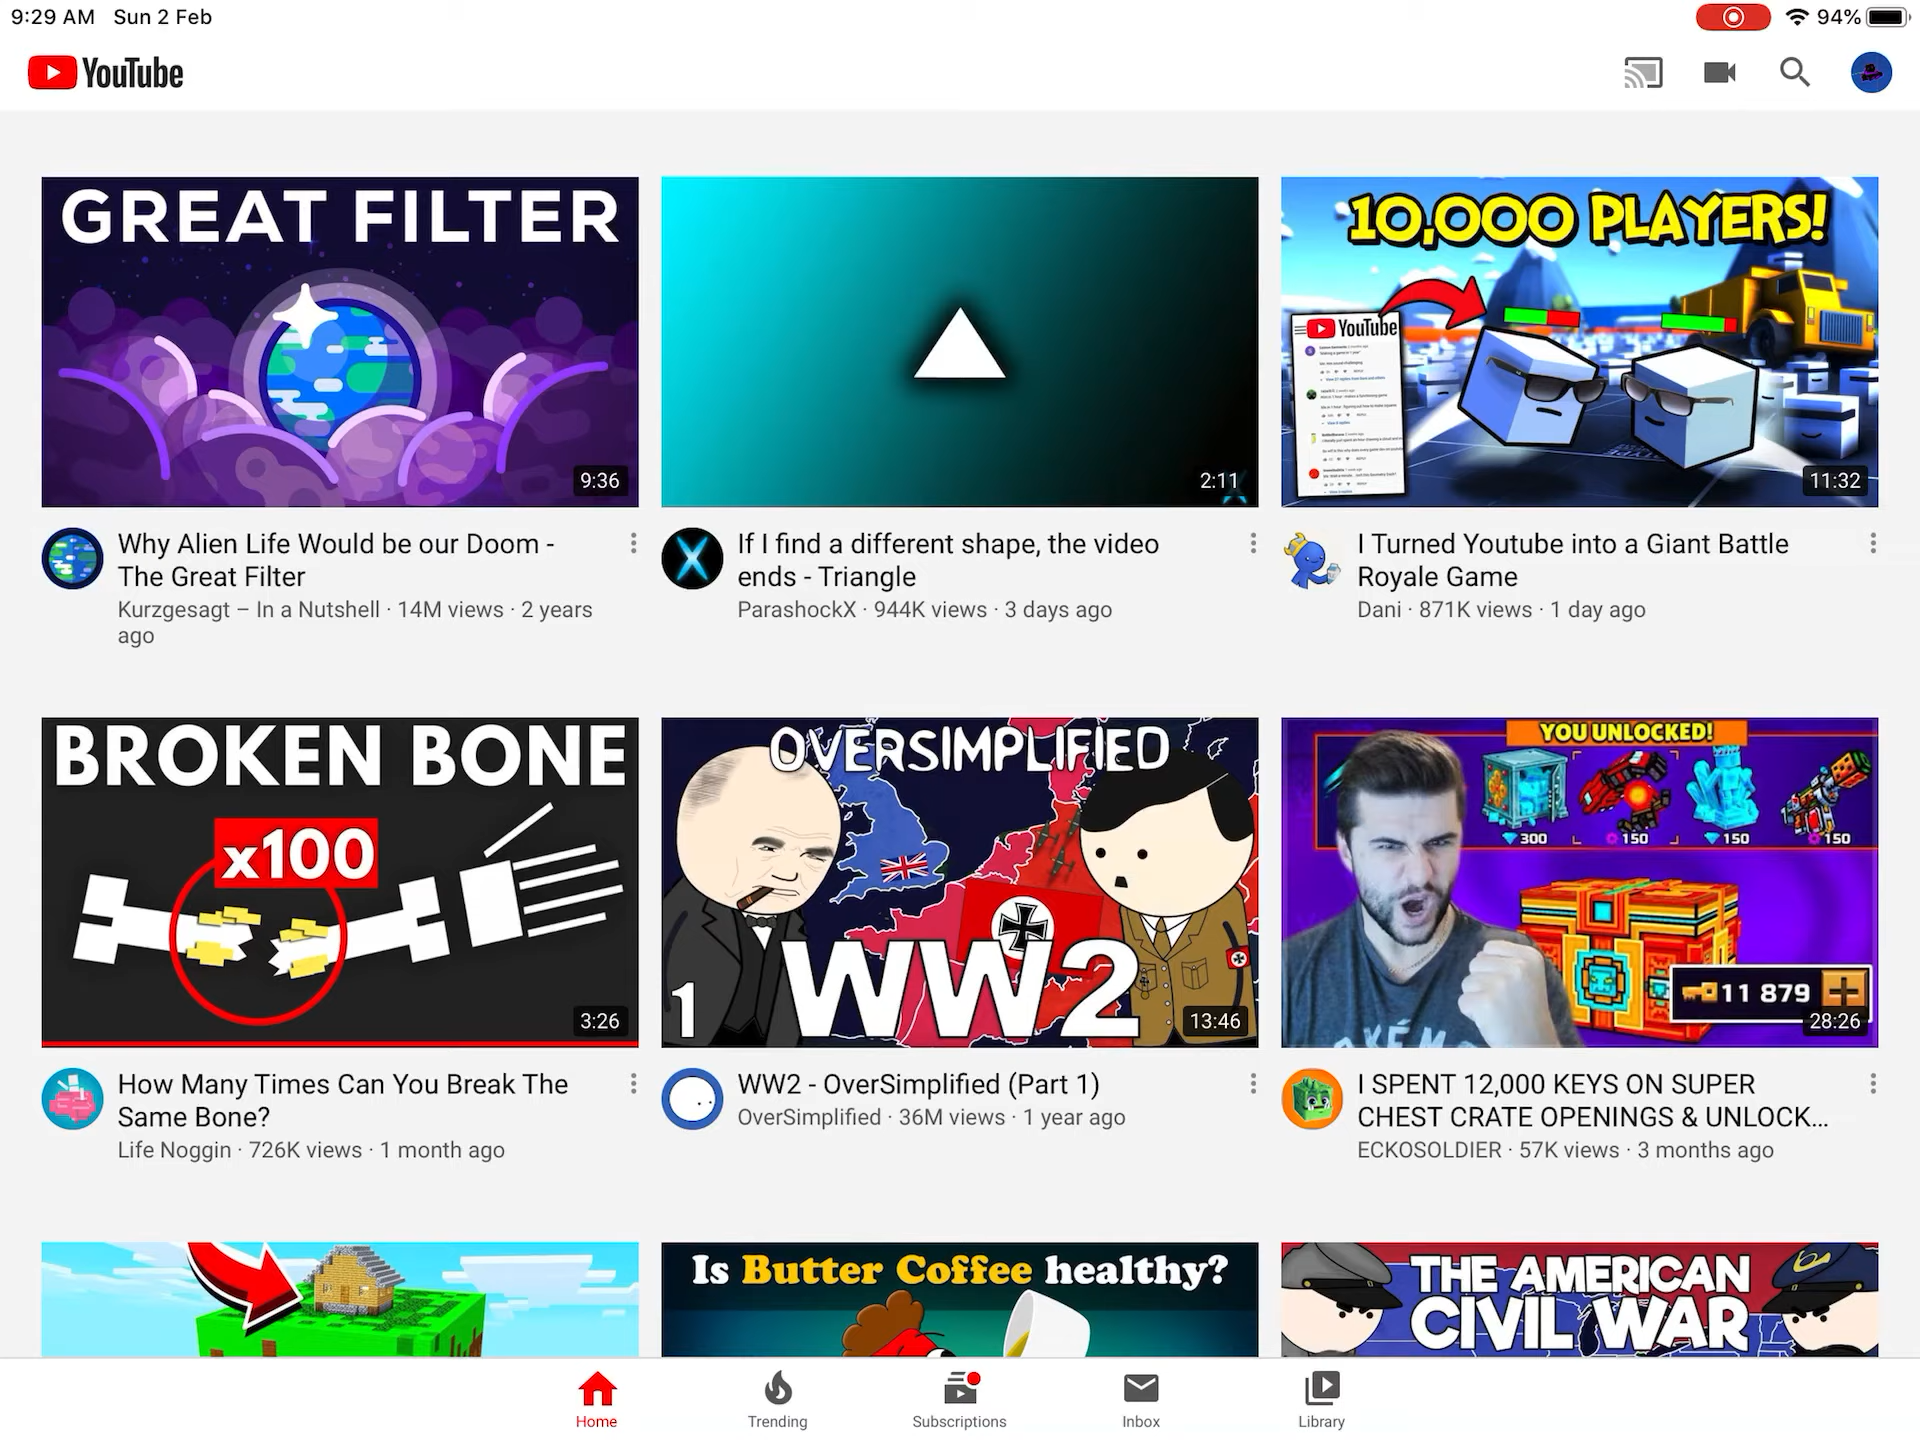 9:29 AM Sun 2 Feb
94%
YouTube
GREAT FILTER
9:36
2:11
10,000 PLAYERS!
YouTube
11:32
Why Alien Life Would be our Doom -
The Great Filter
Kurzgesagt – In a Nutshell · 14M views · 2 years
ago
If I find a different shape, the video
ends - Triangle
ParashockX · 944K views · 3 days ago
I Turned Youtube into a Giant Battle
Royale Game
Dani · 871K views · 1 day ago
BROKEN BONE
x100
3:26
OVERSIMPLIFIED
WW2
1
13:46
YOU UNLOCKED!
300
150
150
150
11 879
28:26
How Many Times Can You Break The
Same Bone?
Life Noggin · 726K views · 1 month ago
WW2 - OverSimplified (Part 1)
OverSimplified · 36M views · 1 year ago
I SPENT 12,000 KEYS ON SUPER
CHEST CRATE OPENINGS & UNLOCK...
ECKOSOLDIER · 57K views · 3 months ago
Is Butter Coffee healthy?
THE AMERICAN
CIVIL WAR
Home
Trending
Subscriptions
Inbox
Library